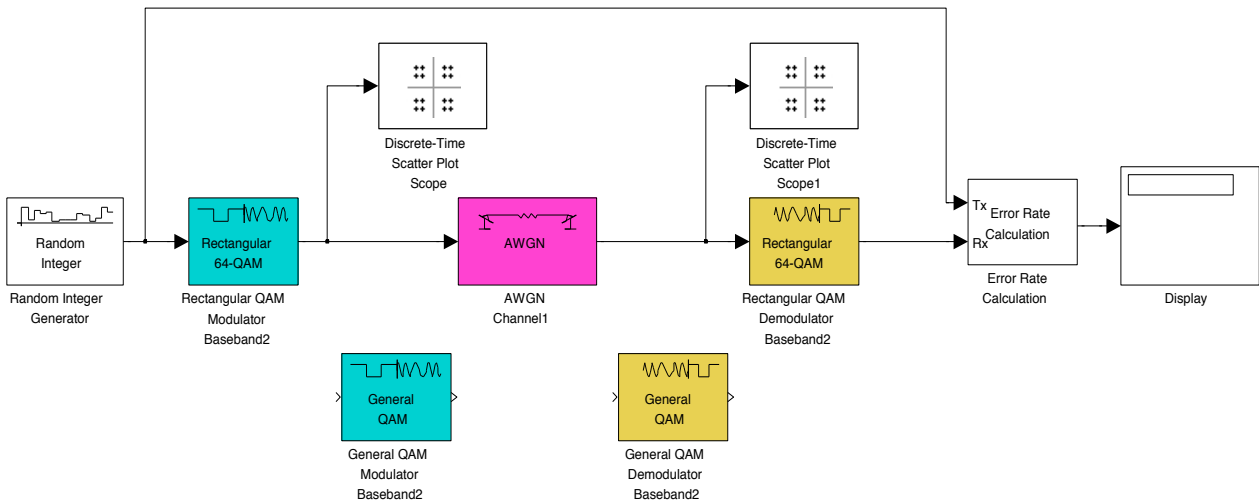 Discrete-Time
Scatter Plot
Scope
Discrete-Time
Scatter Plot
Scope1
Random
Integer
Random Integer
Generator
Rectangular
64-QAM
Rectangular QAM
Modulator
Baseband2
AWGN
AWGN
Channel1
Rectangular
64-QAM
Rectangular QAM
Demodulator
Baseband2
Tx
Rx
Error Rate
Calculation
Error Rate
Calculation
Display
General
QAM
General QAM
Modulator
Baseband2
General
QAM
General QAM
Demodulator
Baseband2